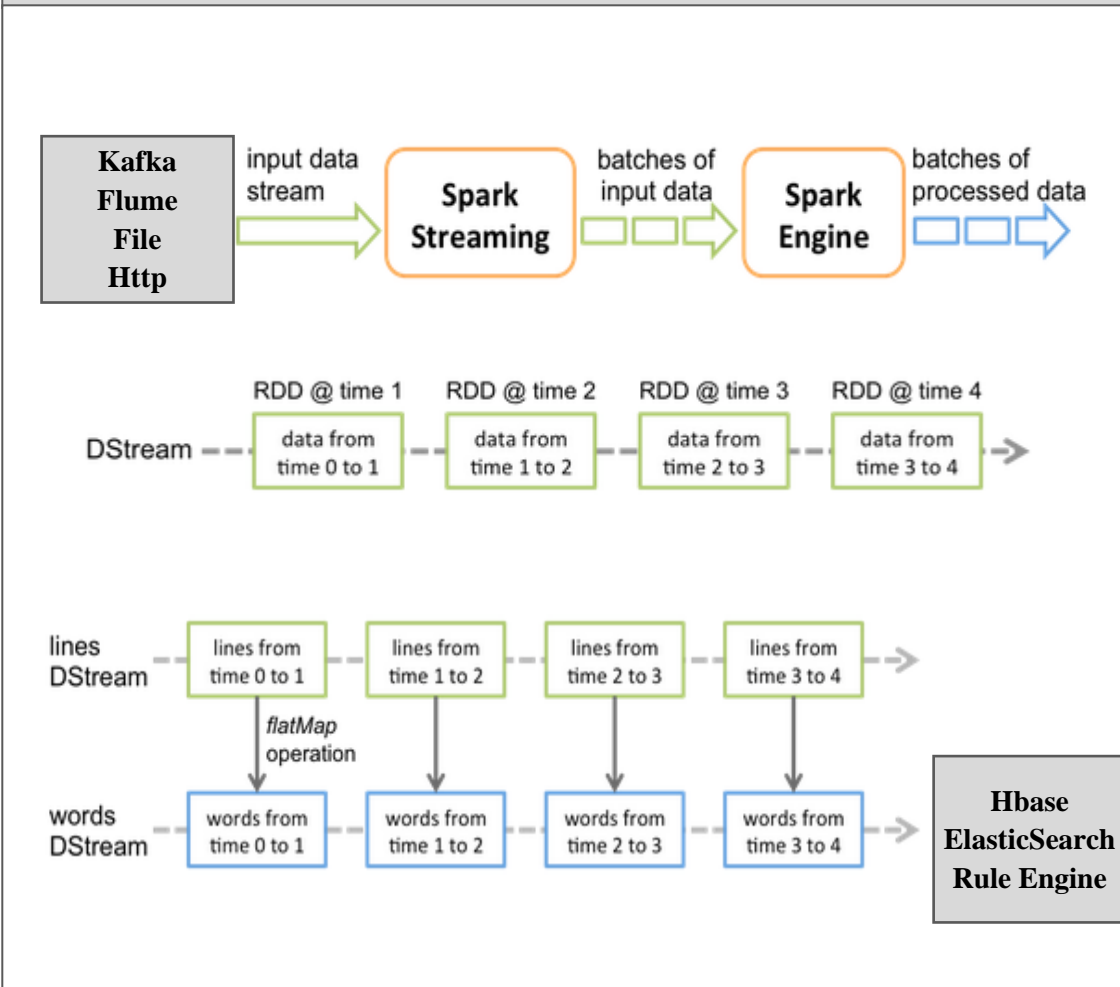 Kafka
Flume
File
Http
input data
stream
Spark
Streaming
batches of
input data
Spark
Engine
batches of
processed data
RDD @ time 1
RDD @ time 2
RDD @ time 3
RDD @ time 4
DStream
data from
time 0 to 1
data from
time 1 to 2
data from
time 2 to 3
data from
time 3 to 4
lines
DStream
lines from
time 0 to 1
lines from
time 1 to 2
lines from
time 2 to 3
lines from
time 3 to 4
flatMap
operation
words
DStream
words from
time 0 to 1
words from
time 1 to 2
words from
time 2 to 3
words from
time 3 to 4
Hbase
ElasticSearch
Rule Engine